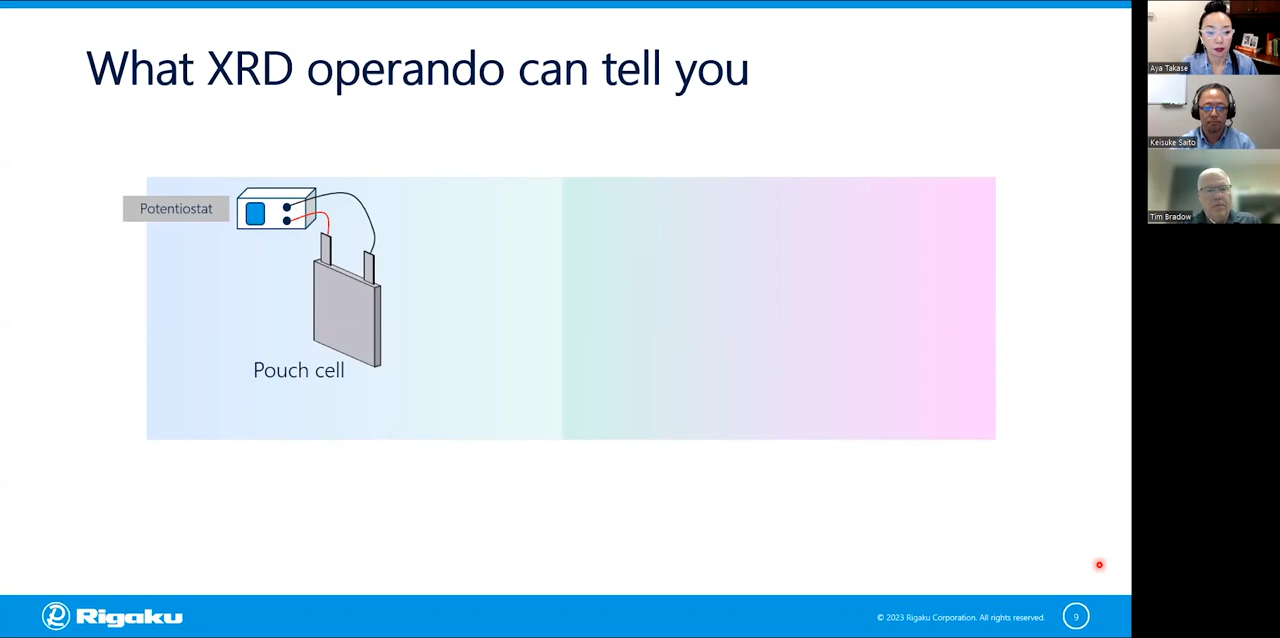 What XRD operando can tell you
Potentiostat
Pouch cell
Aya Takase
Keisuke Saito
Tim Bradow
Rigaku
© 2023 Rigaku Corporation. All rights reserved.
9